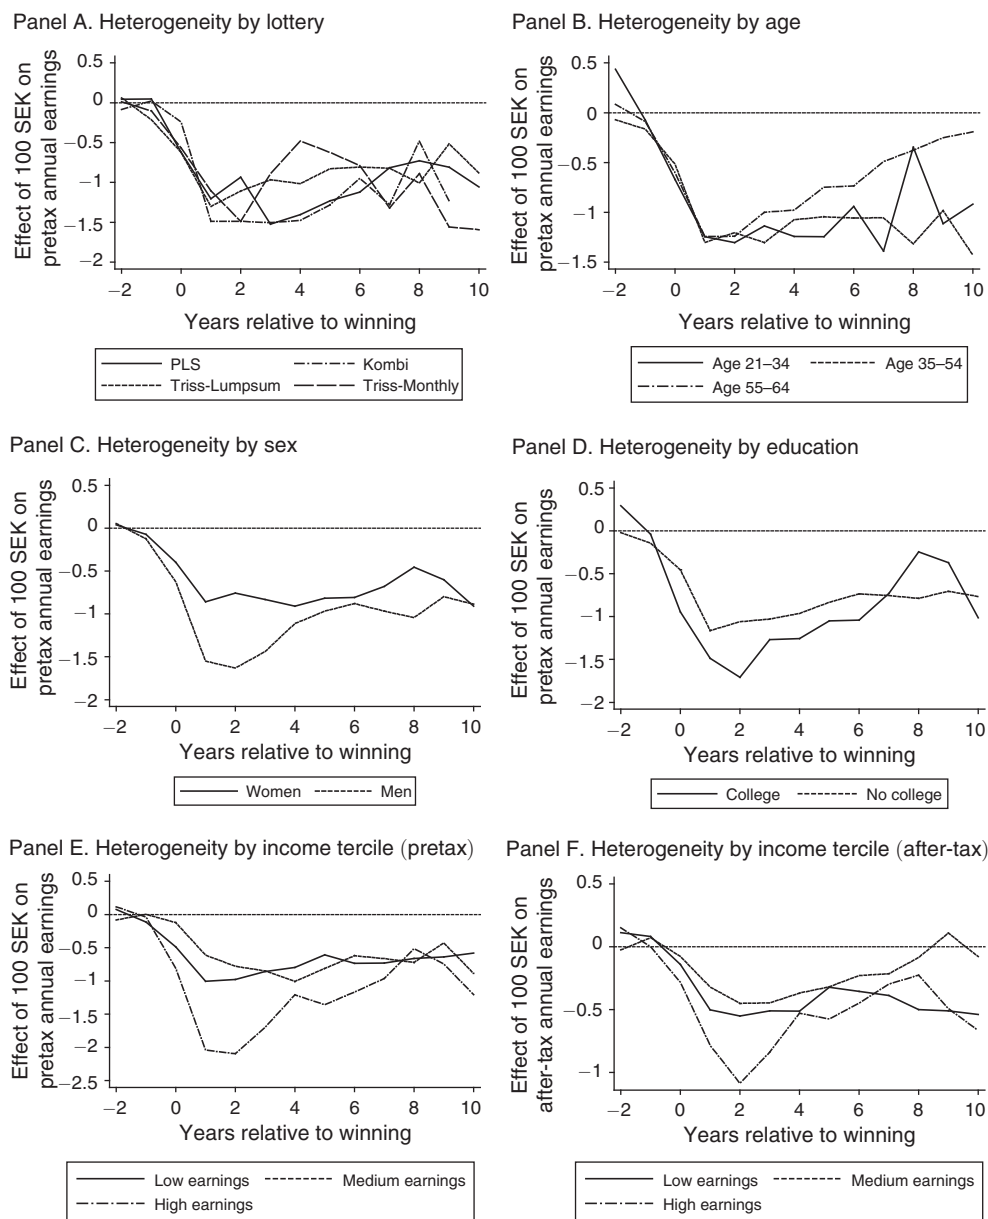 Panel A. Heterogeneity by lottery
Effect of 100 SEK on
pretax annual earnings
0.5
0
−0.5
−1
−1.5
−2
−2 0 2 4 6 8 10
Years relative to winning
PLS Kombi
Triss-Lumpsum Triss-Monthly
Panel B. Heterogeneity by age
Effect of 100 SEK on
pretax annual earnings
0.5
0
−0.5
−1
−1.5
−2 0 2 4 6 8 10
Years relative to winning
Age 21–34 Age 35–54
Age 55–64
Panel C. Heterogeneity by sex
Effect of 100 SEK on
pretax annual earnings
0.5
0
−0.5
−1
−1.5
−2
−2 0 2 4 6 8 10
Years relative to winning
Women Men
Panel D. Heterogeneity by education
Effect of 100 SEK on
pretax annual earnings
0.5
0
−0.5
−1
−1.5
−2
−2 0 2 4 6 8 10
Years relative to winning
College No college
Panel E. Heterogeneity by income tercile (pretax)
Effect of 100 SEK on
pretax annual earnings
0.5
0
−0.5
−1
−1.5
−2
−2.5
−2 0 2 4 6 8 10
Years relative to winning
Low earnings Medium earnings
High earnings
Panel F. Heterogeneity by income tercile (after-tax)
Effect of 100 SEK on
after-tax annual earnings
0.5
0
−0.5
−1
−2 0 2 4 6 8 10
Years relative to winning
Low earnings Medium earnings
High earnings